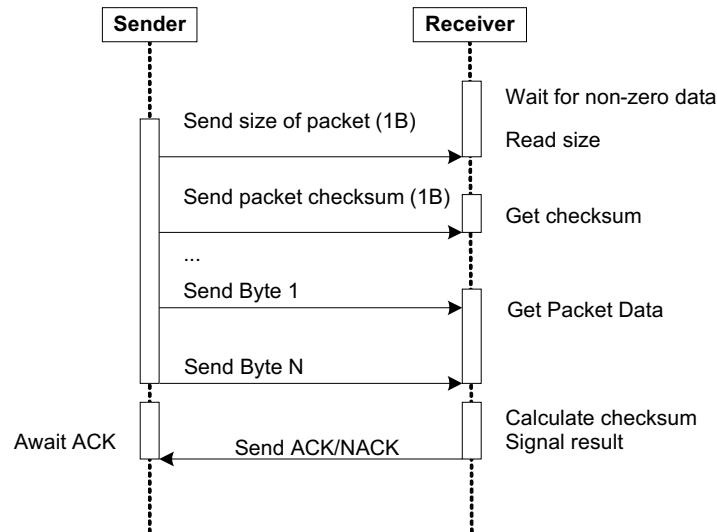 Sender
Receiver
Wait for non-zero data
Send size of packet (1B)
Read size
Send packet checksum (1B)
Get checksum
...
Send Byte 1
Get Packet Data
Send Byte N
Calculate checksum
Await ACK
Send ACK/NACK
Signal result